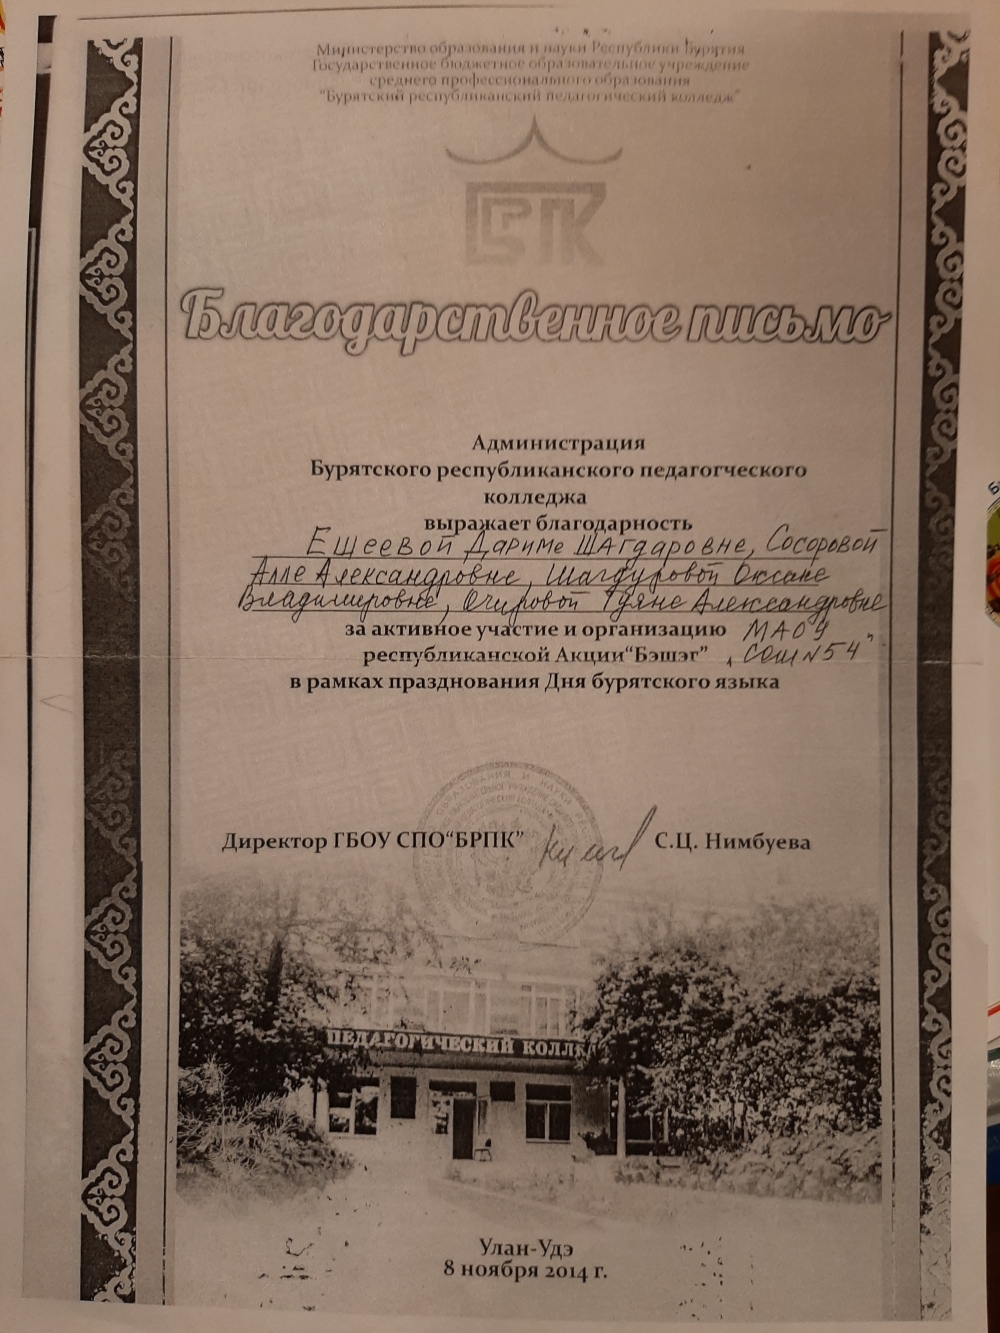 Министерство образования и науки Республики Бурятия
Государственное бюджетное образовательное учреждение
среднего профессионального образования
"Бурятский республиканский педагогический колледж"
БРПК
Благодарственное письмо
Администрация
Бурятского республиканского педагогческого
колледжа
выражает благодарность
Ещеевой Дариме Шагдаровне, Сосоровой
Алле Александровне, Шагдуровой Оксане
Владимировне, Очировой Туяне Александровне
за активное участие и организацию МАОУ
республиканской Акции"Бэшэг" "СОШ №54"
в рамках празднования Дня бурятского языка
Директор ГБОУ СПО"БРПК" С.Ц. Нимбуева
ПЕДАГОГИЧЕСКИЙ КОЛЛЕ
Улан-Удэ
8 ноября 2014 г.